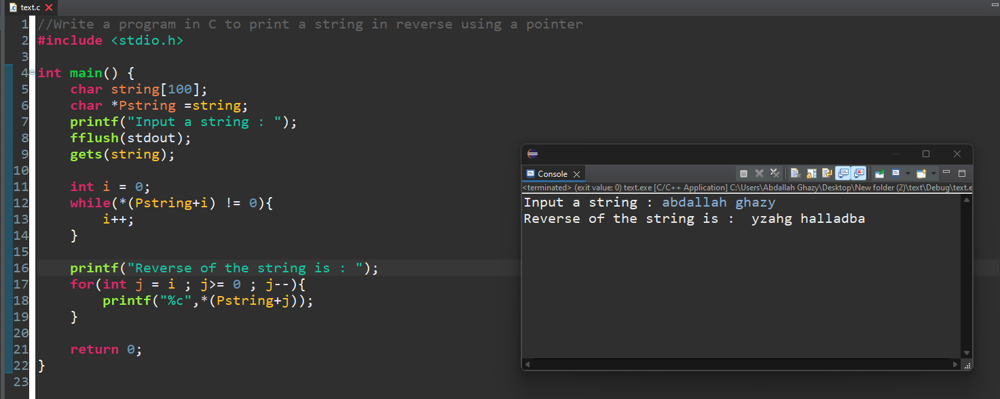 text.c
1 //Write a program in C to print a string in reverse using a pointer
2 #include <stdio.h>
3
4 int main() {
5     char string[100];
6     char *Pstring =string;
7     printf("Input a string : ");
8     fflush(stdout);
9     gets(string);
10
11     int i = 0;
12     while(*(Pstring+i) != 0){
13         i++;
14     }
15
16     printf("Reverse of the string is : ");
17     for(int j = i ; j>= 0 ; j--){
18         printf("%c",*(Pstring+j));
19     }
20
21     return 0;
22 }
23
Console
<terminated> (exit value: 0) text.exe [C/C++ Application] C:\Users\Abdallah Ghazy\Desktop\New folder (2)\text\Debug\text.e
Input a string : abdallah ghazy
Reverse of the string is :  yzahg halladba